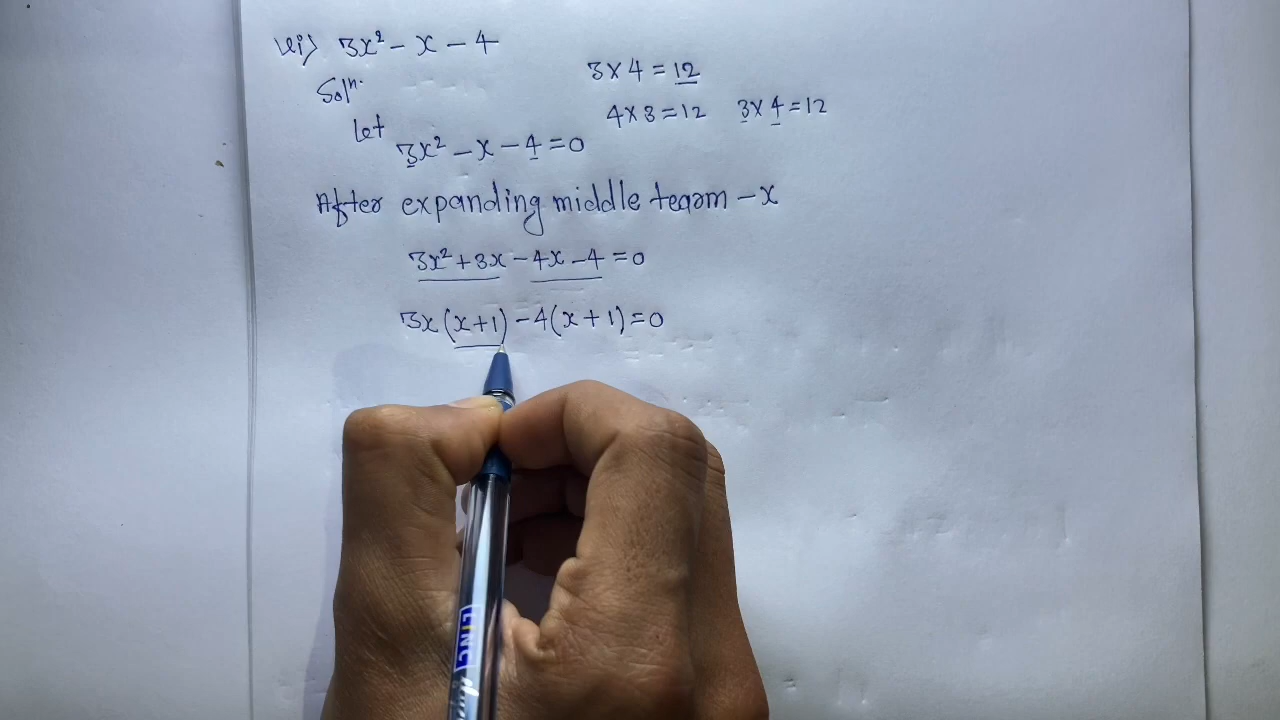 vi) 3x² - x - 4
3 x 4 = 12
Solⁿ.
4 x 3 = 12 3 x 4 = 12
Let
3x² - x - 4 = 0
After expanding middle team - x
3x² + 3x - 4x - 4 = 0
3x(x+1) - 4(x+1) = 0
LINC